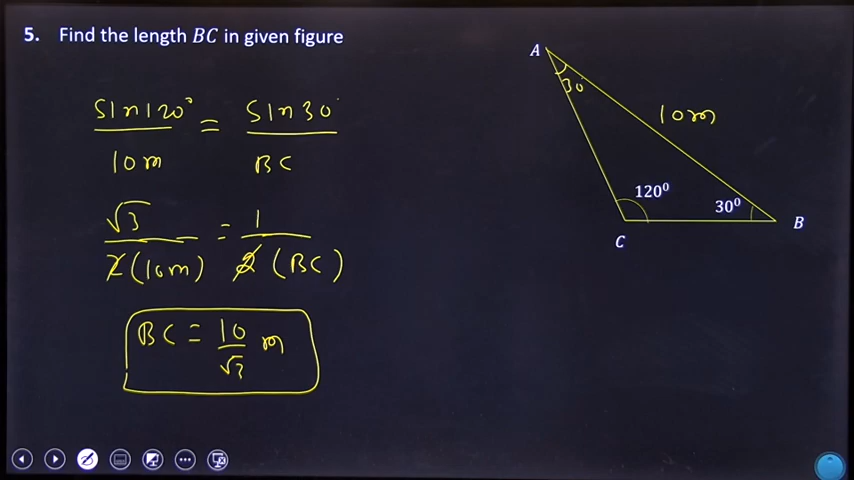 5. Find the length BC in given figure
Sin120° = Sin30°
10m BC
√3 = 1
2(10m) 2(BC)
BC = 10/√3 m
A
30
10m
120⁰
30⁰
B
C